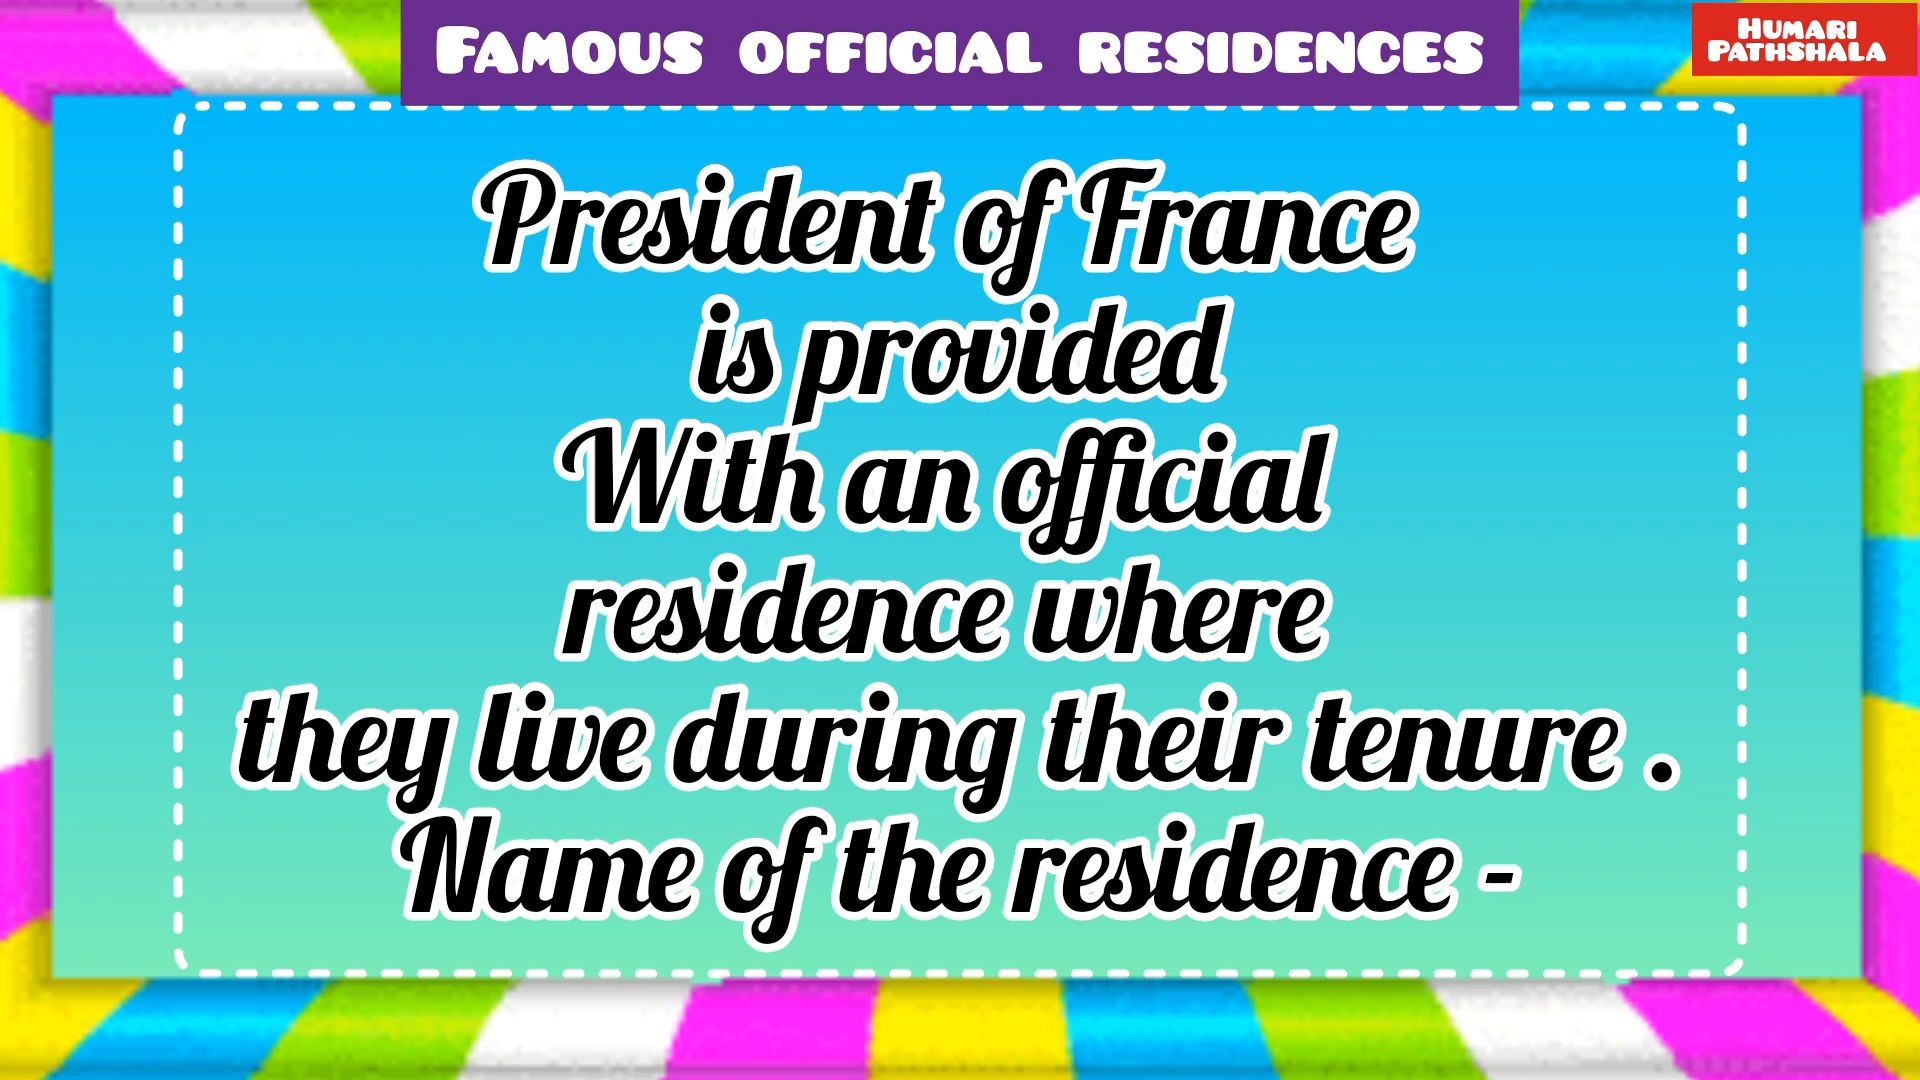 FAMOUS OFFICIAL RESIDENCES
HUMARI
PATHSHALA
President of France
is provided
With an official
residence where
they live during their tenure .
Name of the residence -